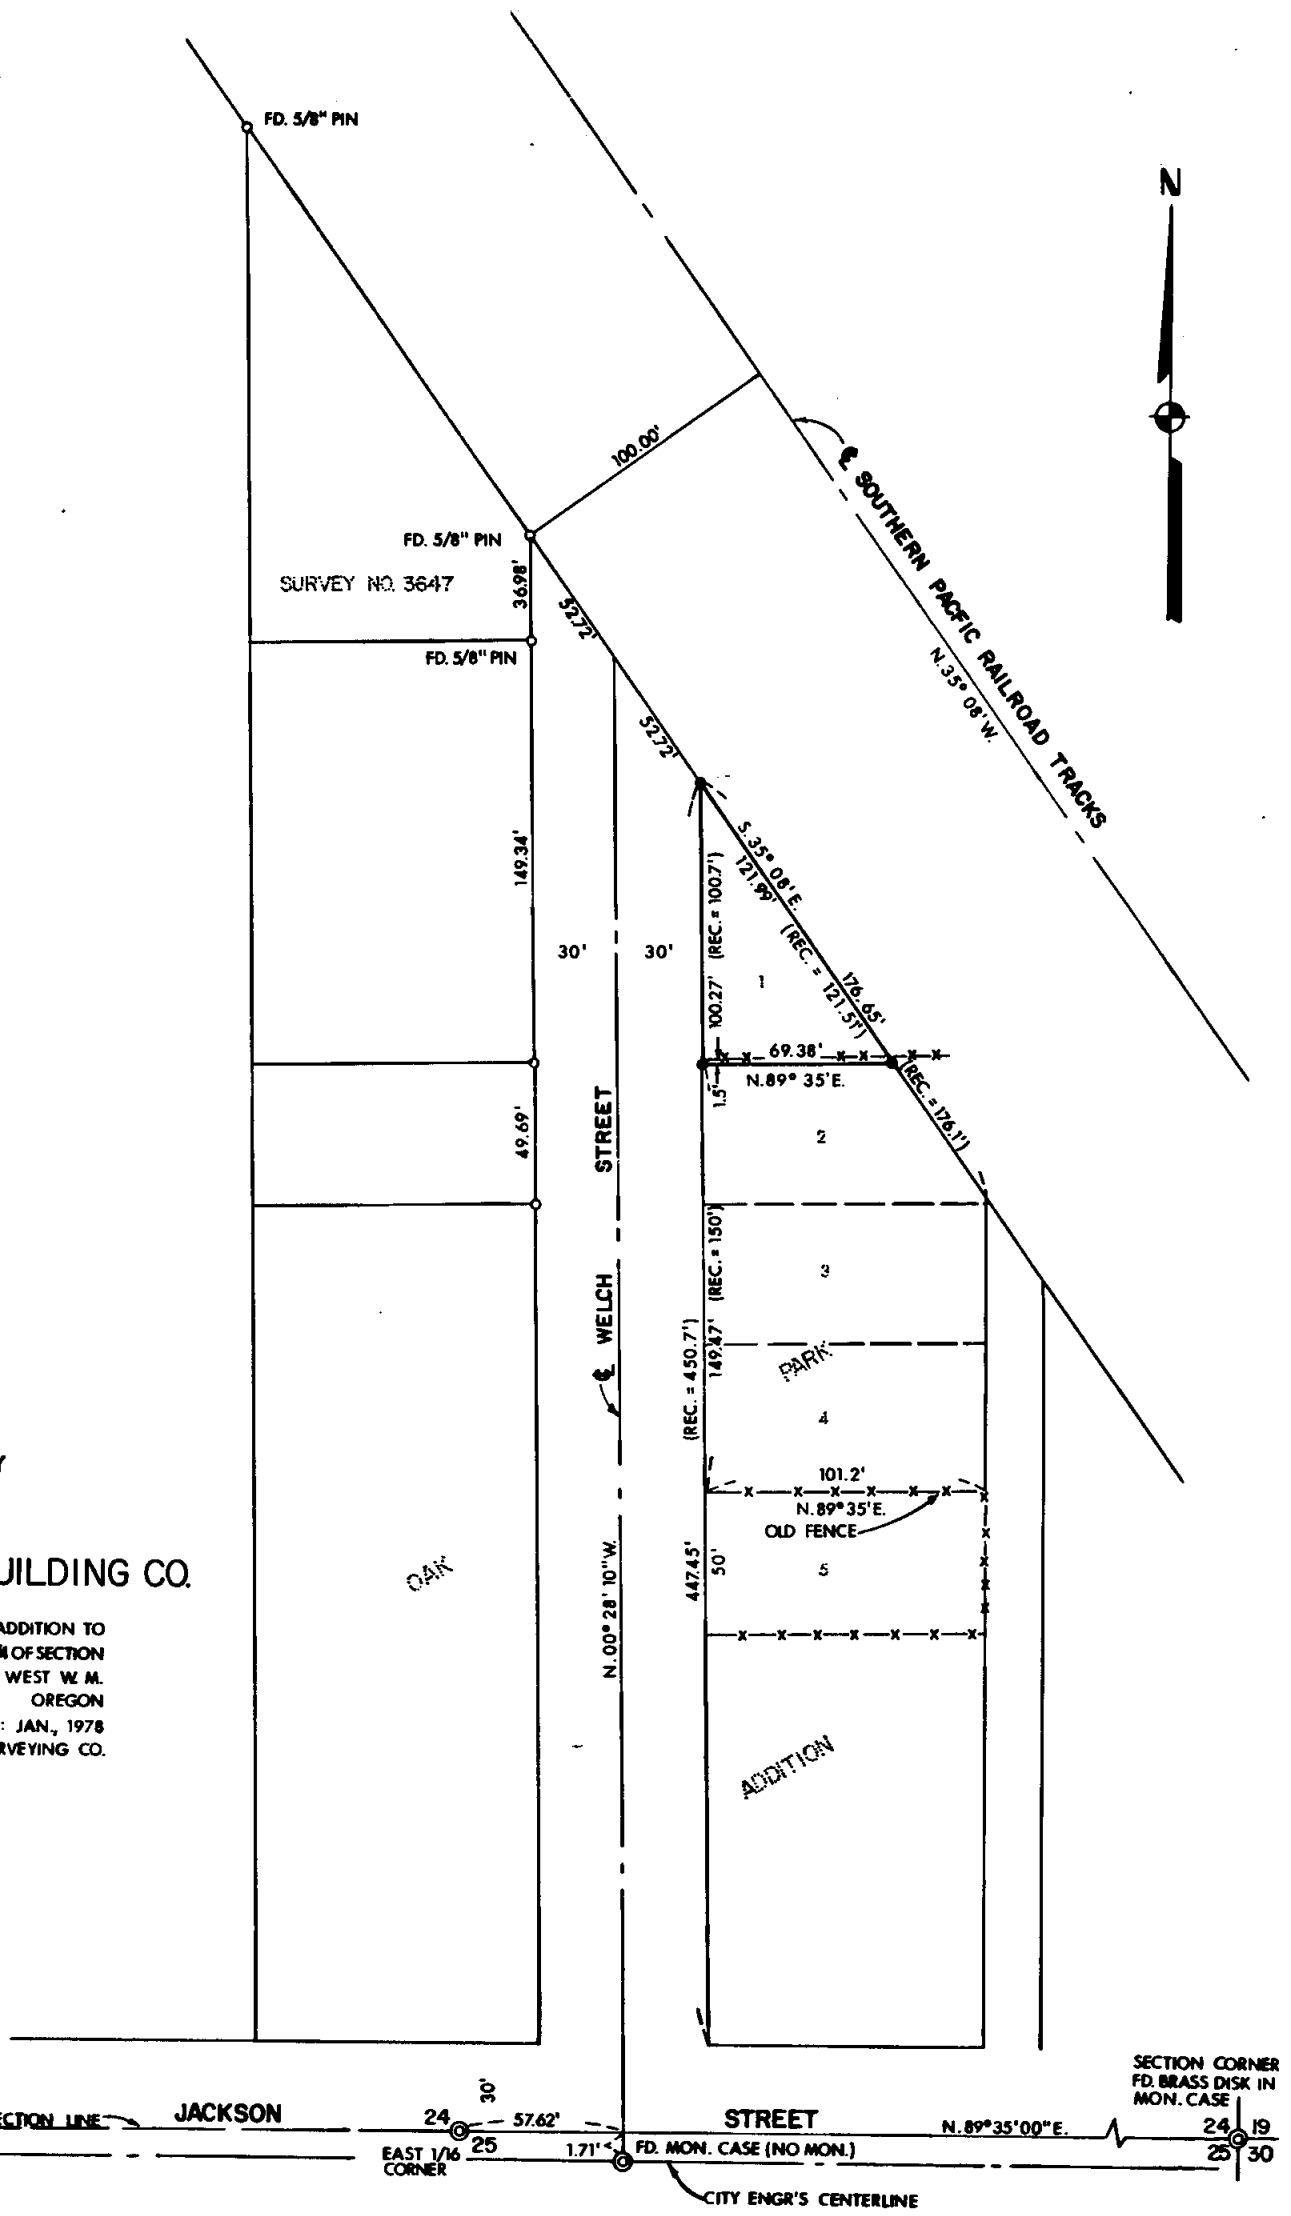 FD. 5/8" PIN
N
100.00'
℄ SOUTHERN PACFIC RAILROAD TRACKS
N. 35° 08' W.
FD. 5/8" PIN
SURVEY NO. 3647
36.98'
52.72'
FD. 5/8" PIN
52.72'
149.34'
S. 35° 08' E.
121.99'
(REC. = 121.51')
176.65'
(REC. = 176.1')
(REC. = 100.7')
100.27'
30'
30'
1
69.38'
N. 89° 35' E.
1.5'
49.69'
2
℄ WELCH STREET
(REC. = 150')
149.47'
3
(REC. = 450.7')
447.45'
PARK
4
101.2'
N. 89° 35' E.
OLD FENCE
50'
5
N. 00° 28' 10" W.
OAK
Y
UILDING CO.
ADDITION TO
OF SECTION
WEST W. M.
OREGON
: JAN., 1978
RVEYING CO.
ADDITION
SECTION CORNER
FD. BRASS DISK IN
MON. CASE
30'
ECTION LINE
JACKSON
24
57.62'
STREET
N. 89° 35' 00" E.
24 19
25 30
EAST 1/16
CORNER
25
1.71'
FD. MON. CASE (NO MON.)
CITY ENGR'S CENTERLINE